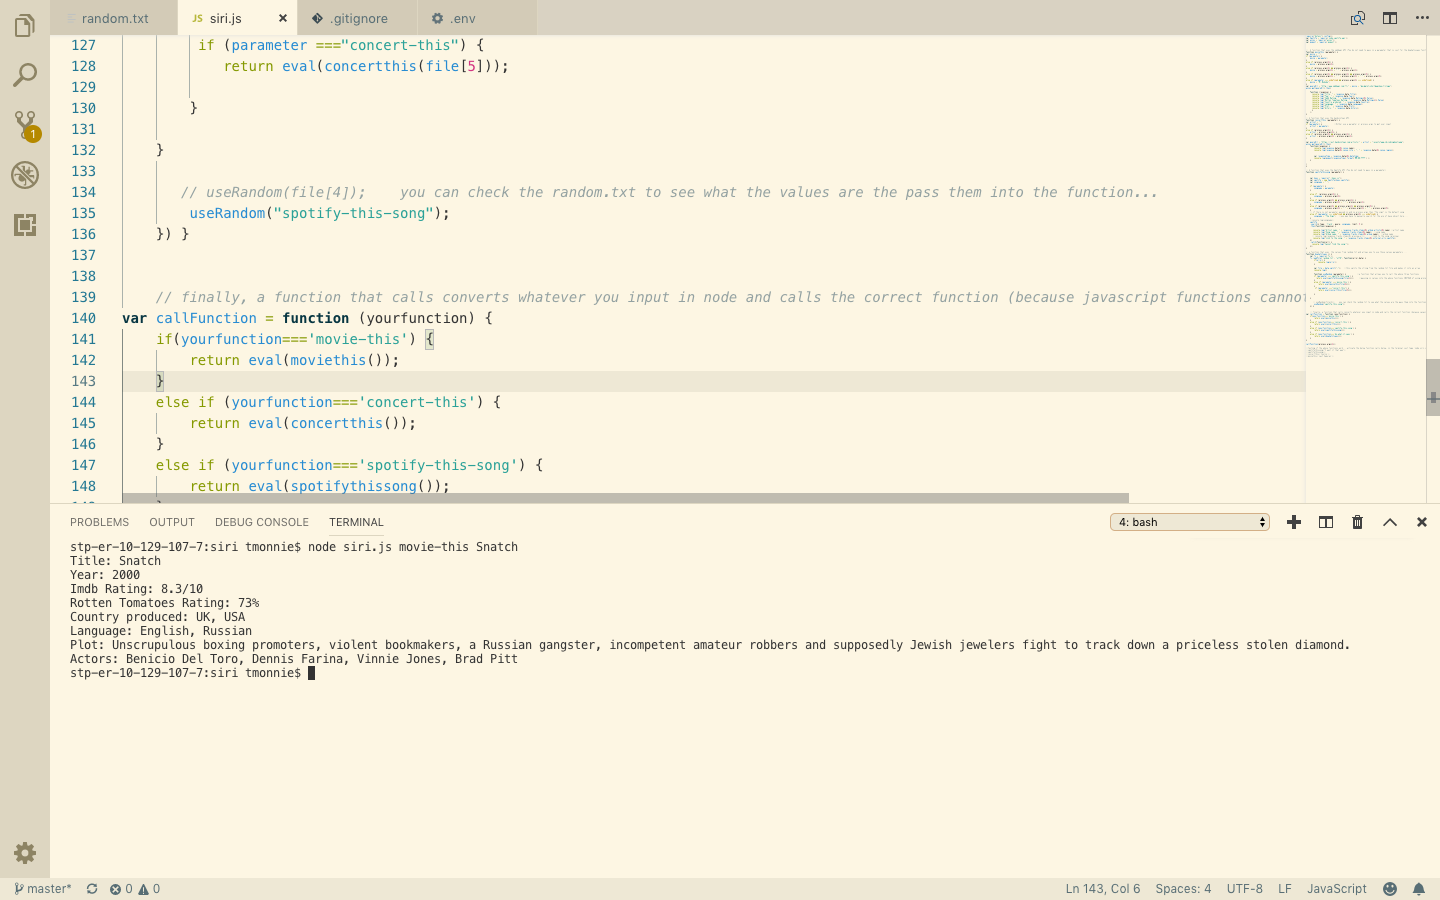 random.txt
JS siri.js
.gitignore
.env
127 if (parameter ==="concert-this") {
128 return eval(concertthis(file[5]));
129
130 }
131
132 }
133
134 // useRandom(file[4]); you can check the random.txt to see what the values are the pass them into the function...
135 useRandom("spotify-this-song");
136 }) }
137
138
139 // finally, a function that calls converts whatever you input in node and calls the correct function (because javascript functions cannot
140 var callFunction = function (yourfunction) {
141 if(yourfunction==='movie-this') {
142 return eval(moviethis());
143 }
144 else if (yourfunction==='concert-this') {
145 return eval(concertthis());
146 }
147 else if (yourfunction==='spotify-this-song') {
148 return eval(spotifythissong());
1
PROBLEMS OUTPUT DEBUG CONSOLE TERMINAL
4: bash
stp-er-10-129-107-7:siri tmonnie$ node siri.js movie-this Snatch
Title: Snatch
Year: 2000
Imdb Rating: 8.3/10
Rotten Tomatoes Rating: 73%
Country produced: UK, USA
Language: English, Russian
Plot: Unscrupulous boxing promoters, violent bookmakers, a Russian gangster, incompetent amateur robbers and supposedly Jewish jewelers fight to track down a priceless stolen diamond.
Actors: Benicio Del Toro, Dennis Farina, Vinnie Jones, Brad Pitt
stp-er-10-129-107-7:siri tmonnie$
master* 0 0
Ln 143, Col 6 Spaces: 4 UTF-8 LF JavaScript